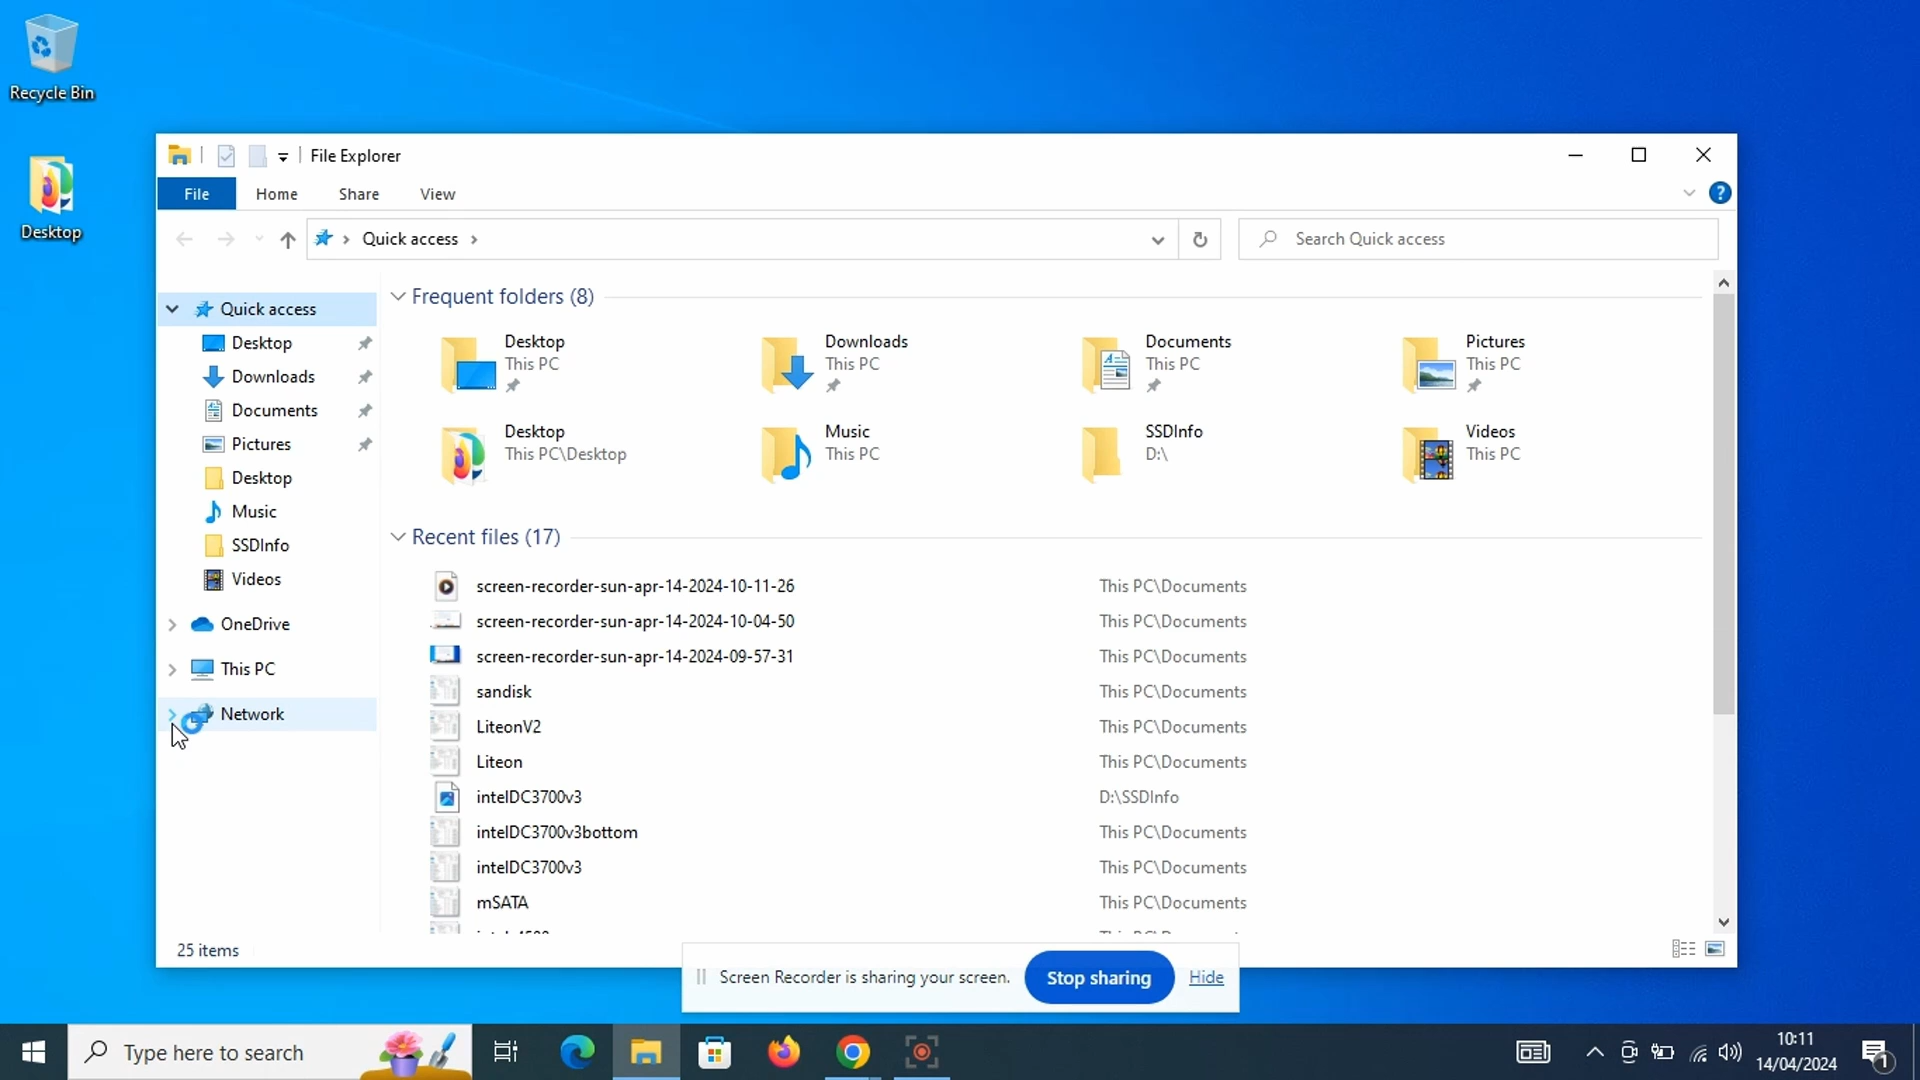 Recycle Bin
Desktop
File Explorer
File
Home
Share
View
?
Quick access
Search Quick access
Quick access
Desktop
Downloads
Documents
Pictures
Desktop
Music
SSDInfo
Videos
OneDrive
This PC
Network
Frequent folders (8)
Desktop
This PC
Downloads
This PC
Documents
This PC
Pictures
This PC
Desktop
This PC\Desktop
Music
This PC
SSDInfo
D:\
Videos
This PC
Recent files (17)
screen-recorder-sun-apr-14-2024-10-11-26 This PC\Documents
screen-recorder-sun-apr-14-2024-10-04-50 This PC\Documents
screen-recorder-sun-apr-14-2024-09-57-31 This PC\Documents
sandisk This PC\Documents
LiteonV2 This PC\Documents
Liteon This PC\Documents
intelDC3700v3 D:\SSDInfo
intelDC3700v3bottom This PC\Documents
intelDC3700v3 This PC\Documents
mSATA This PC\Documents
25 items
Screen Recorder is sharing your screen.
Stop sharing
Hide
Type here to search
10:11
14/04/2024
1